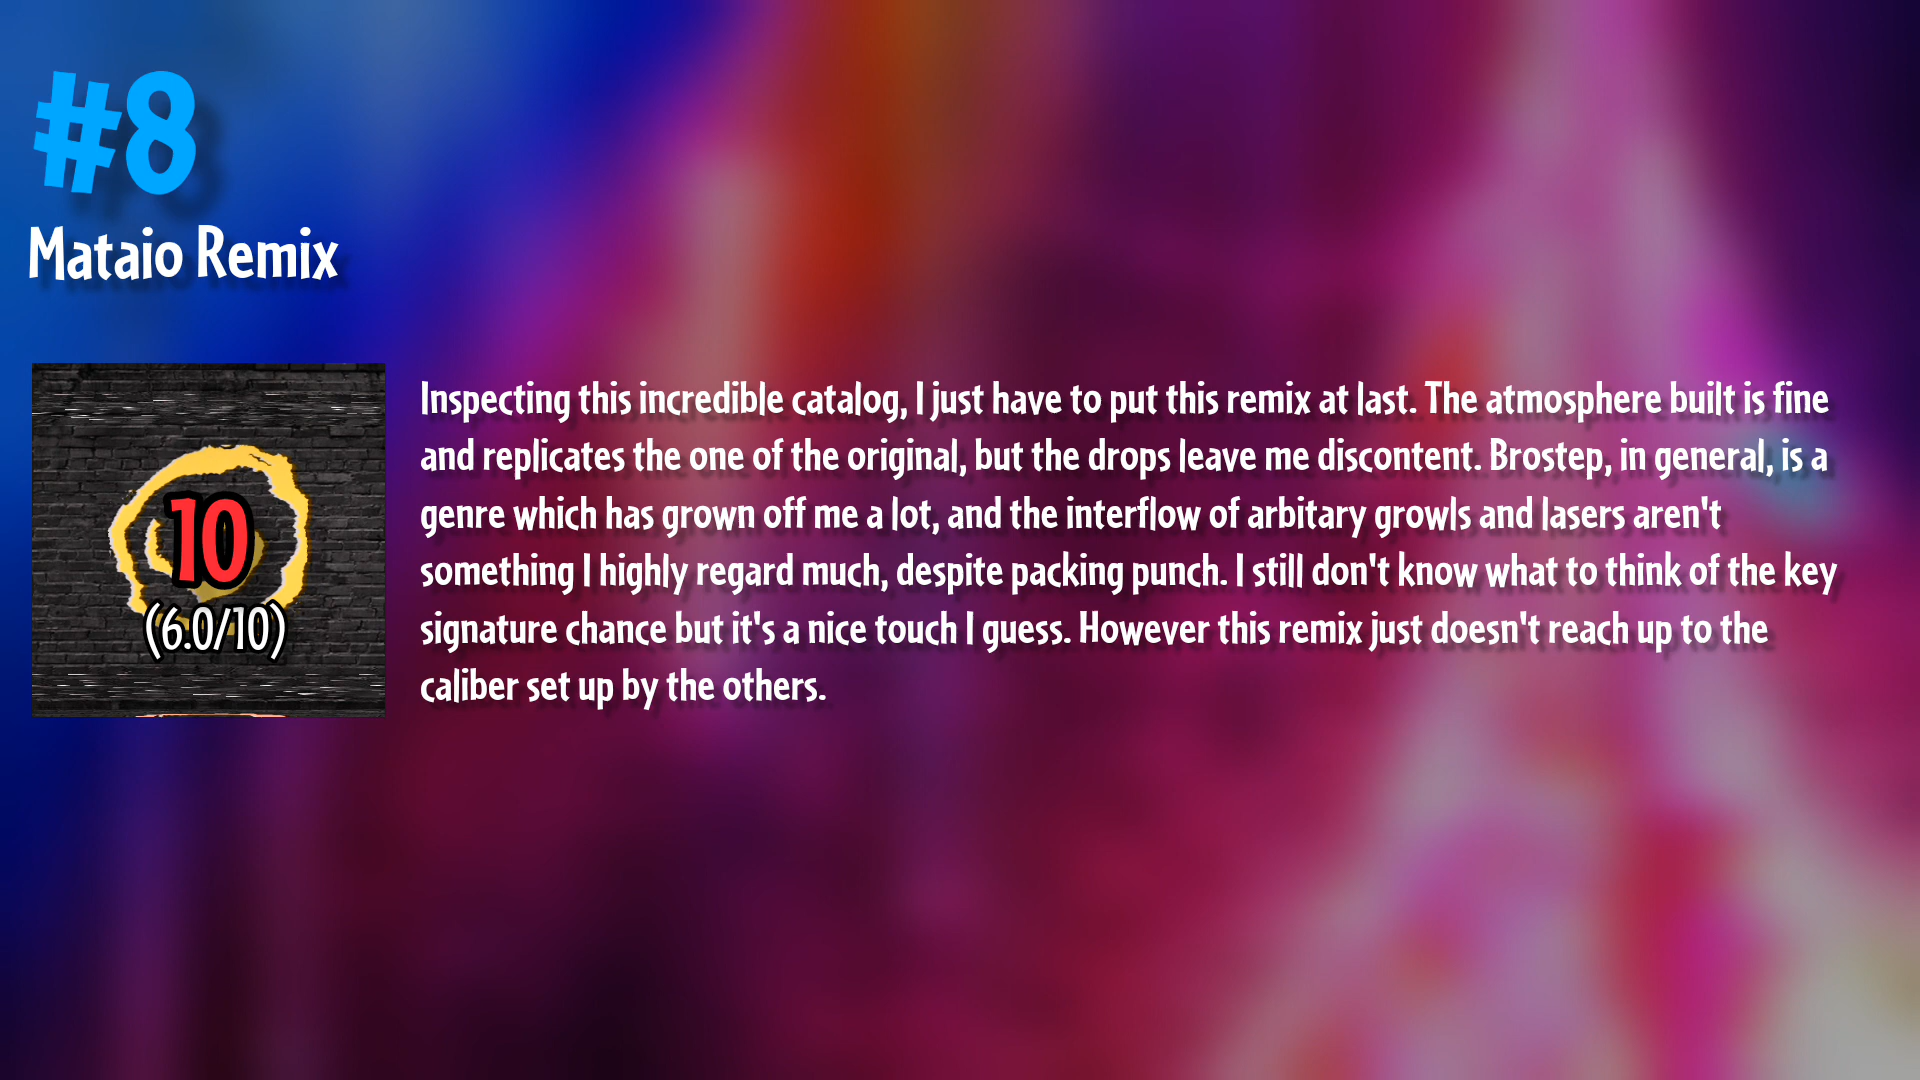 #8
Mataio Remix
10
(6.0/10)
Inspecting this incredible catalog, I just have to put this remix at last. The atmosphere built is fine
and replicates the one of the original, but the drops leave me discontent. Brostep, in general, is a
genre which has grown off me a lot, and the interflow of arbitary growls and lasers aren't
something I highly regard much, despite packing punch. I still don't know what to think of the key
signature chance but it's a nice touch I guess. However this remix just doesn't reach up to the
caliber set up by the others.